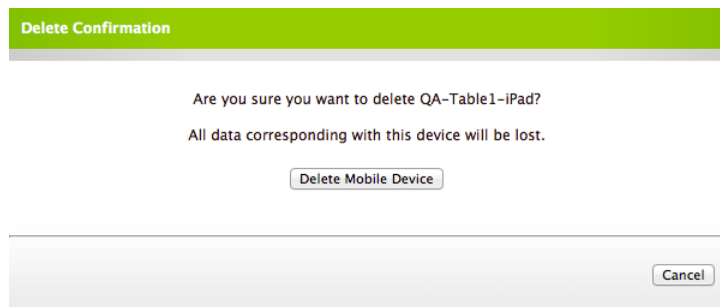 Delete Confirmation
Are you sure you want to delete QA-Table1-iPad?
All data corresponding with this device will be lost.
Delete Mobile Device
Cancel